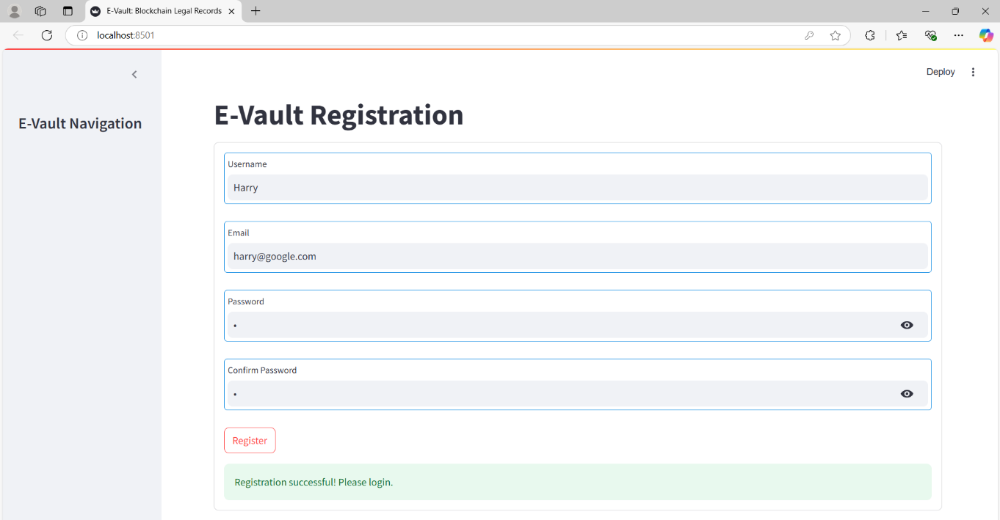 E-Vault: Blockchain Legal Records
localhost:8501
Deploy
E-Vault Navigation
E-Vault Registration
Username
Harry
Email
harry@google.com
Password
•
Confirm Password
•
Register
Registration successful! Please login.